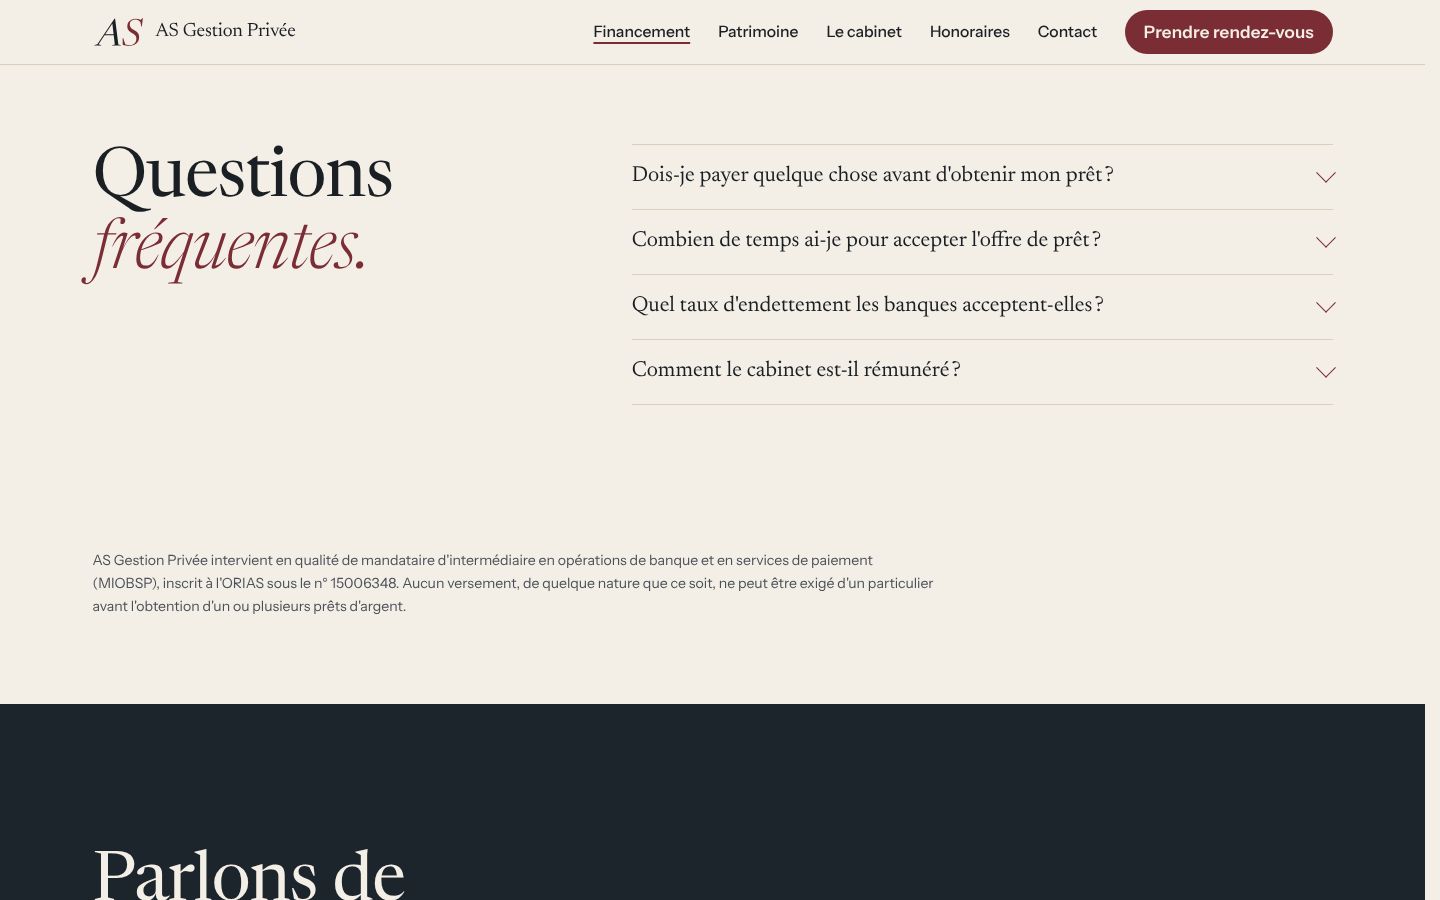 AS AS Gestion Privée
Financement Patrimoine Le cabinet Honoraires Contact Prendre rendez-vous
Questions
fréquentes.
Dois-je payer quelque chose avant d'obtenir mon prêt ?
Combien de temps ai-je pour accepter l'offre de prêt ?
Quel taux d'endettement les banques acceptent-elles ?
Comment le cabinet est-il rémunéré ?
AS Gestion Privée intervient en qualité de mandataire d'intermédiaire en opérations de banque et en services de paiement
(MIOBSP), inscrit à l'ORIAS sous le n° 15006348. Aucun versement, de quelque nature que ce soit, ne peut être exigé d'un particulier
avant l'obtention d'un ou plusieurs prêts d'argent.
Parlons de